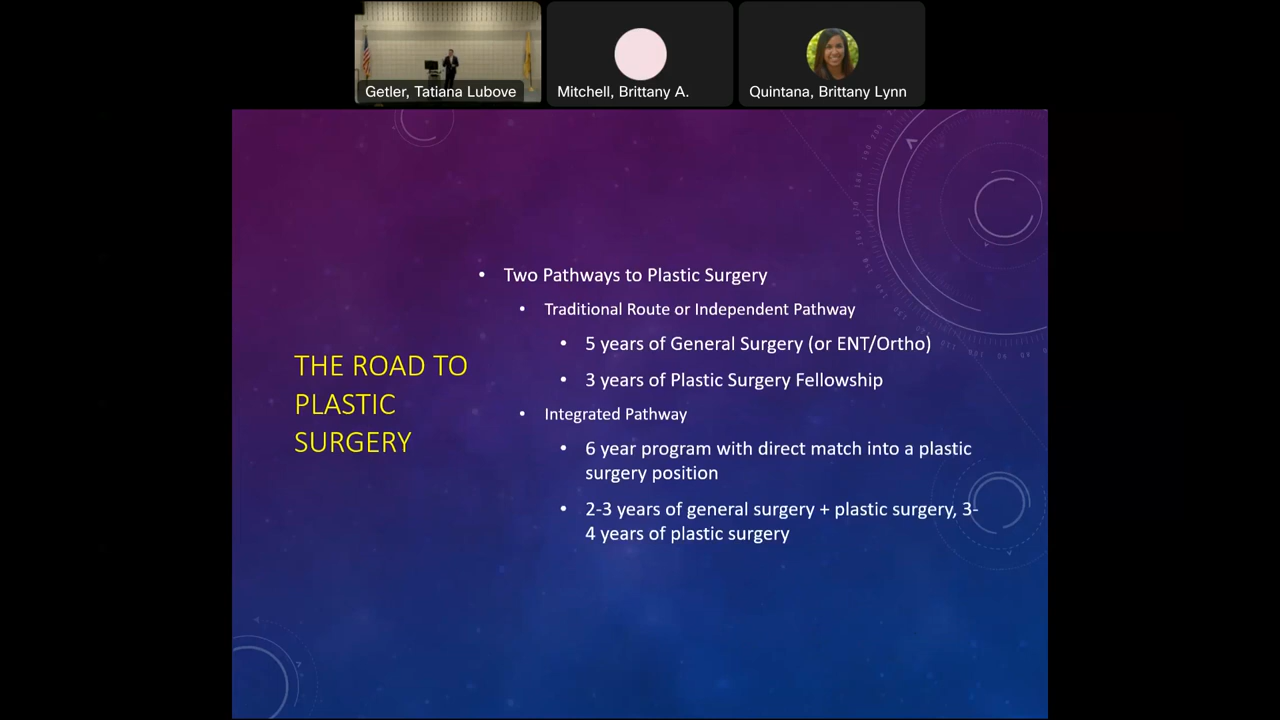 Getler, Tatiana Lubove
Mitchell, Brittany A.
Quintana, Brittany Lynn
THE ROAD TO
PLASTIC
SURGERY
• Two Pathways to Plastic Surgery
• Traditional Route or Independent Pathway
• 5 years of General Surgery (or ENT/Ortho)
• 3 years of Plastic Surgery Fellowship
• Integrated Pathway
• 6 year program with direct match into a plastic
surgery position
• 2-3 years of general surgery + plastic surgery, 3-
4 years of plastic surgery